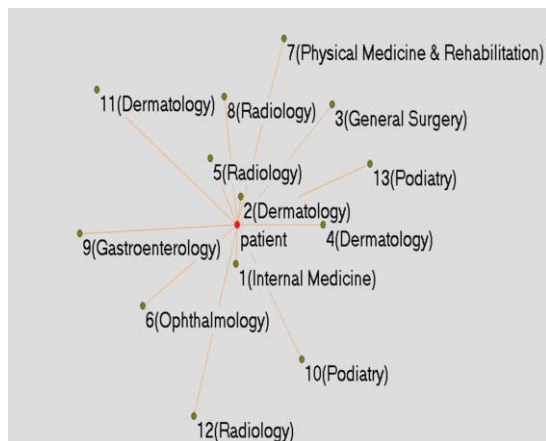 7(Physical Medicine & Rehabilitation)
11(Dermatology)
8(Radiology)
3(General Surgery)
5(Radiology)
13(Podiatry)
2(Dermatology)
patient
4(Dermatology)
9(Gastroenterology)
1(Internal Medicine)
6(Ophthalmology)
10(Podiatry)
12(Radiology)